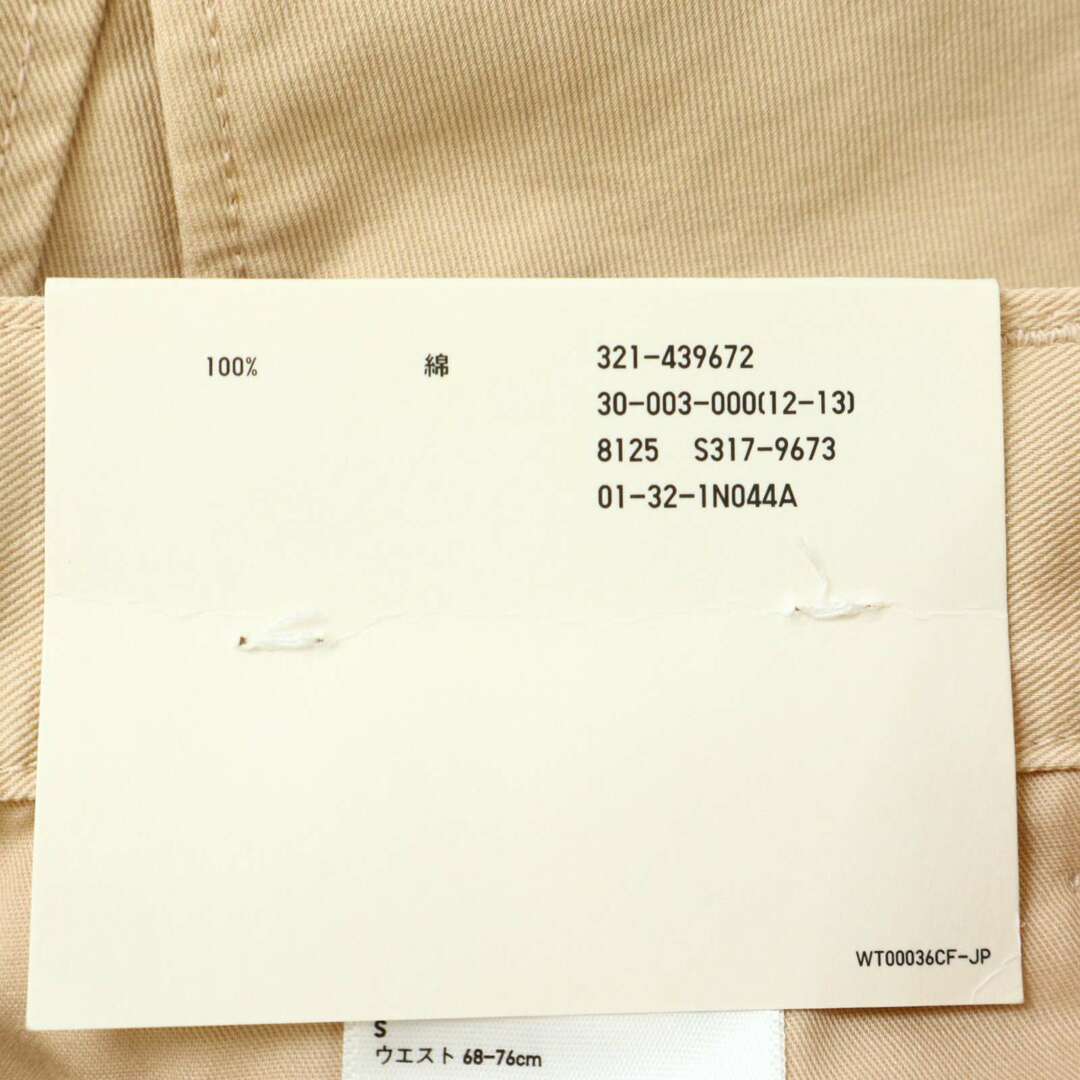 100% 綿
321-439672
30-003-000(12-13)
8125 S317-9673
01-32-1N044A
WT00036CF-JP
S
ウエスト 68-76cm